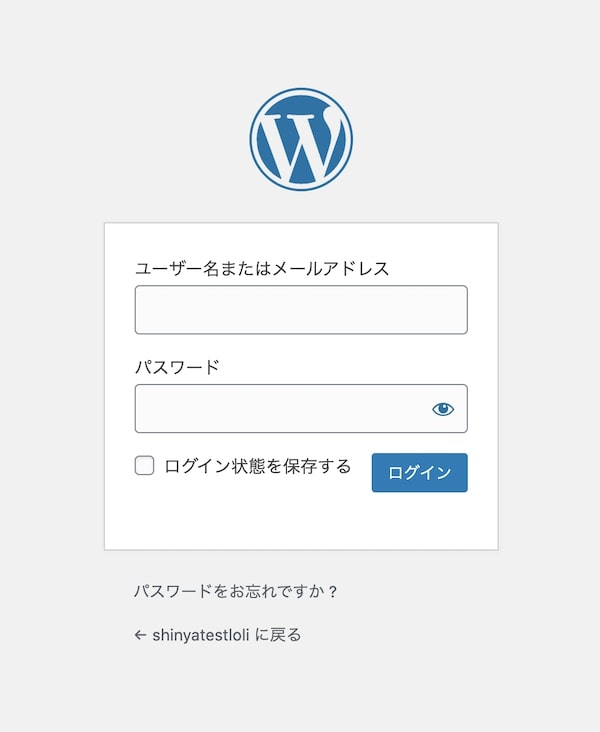 ユーザー名またはメールアドレス
パスワード
ログイン状態を保存する
ログイン
パスワードをお忘れですか ?
← shinyatestloli に戻る